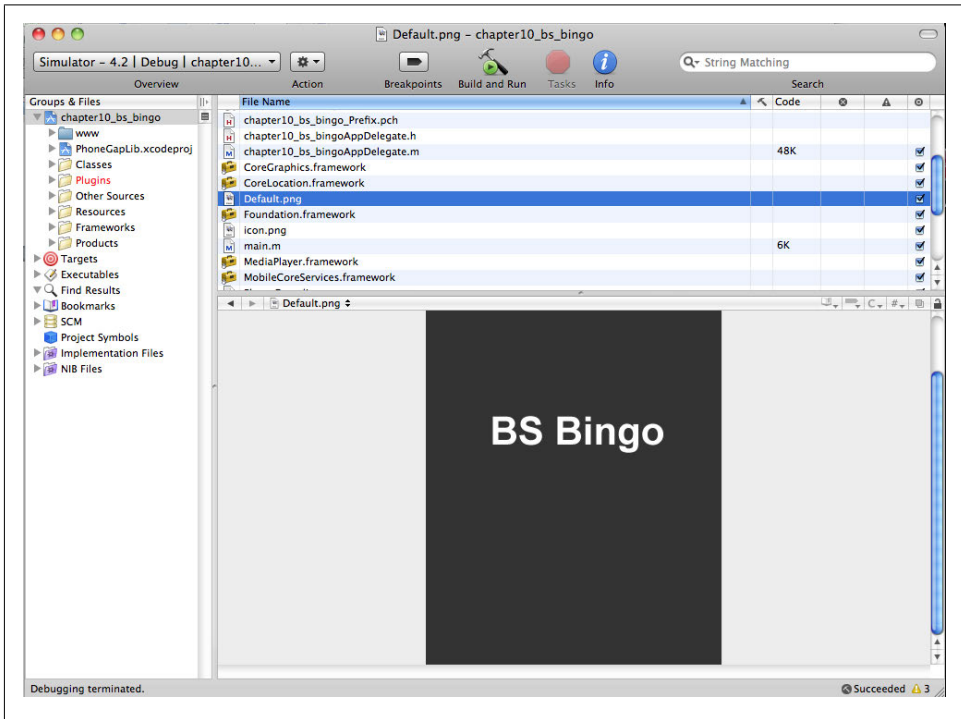 Default.png – chapter10_bs_bingo
Simulator – 4.2 | Debug | chapter10...
String Matching
Overview
Action
Breakpoints
Build and Run
Tasks
Info
Search
Groups & Files
File Name
Code
chapter10_bs_bingo
www
PhoneGapLib.xcodeproj
Classes
Plugins
Other Sources
Resources
Frameworks
Products
Targets
Executables
Find Results
Bookmarks
SCM
Project Symbols
Implementation Files
NIB Files
chapter10_bs_bingo_Prefix.pch
chapter10_bs_bingoAppDelegate.h
chapter10_bs_bingoAppDelegate.m 48K
CoreGraphics.framework
CoreLocation.framework
Default.png
Foundation.framework
icon.png
main.m 6K
MediaPlayer.framework
MobileCoreServices.framework
Default.png
C #
BS Bingo
Debugging terminated.
Succeeded 3